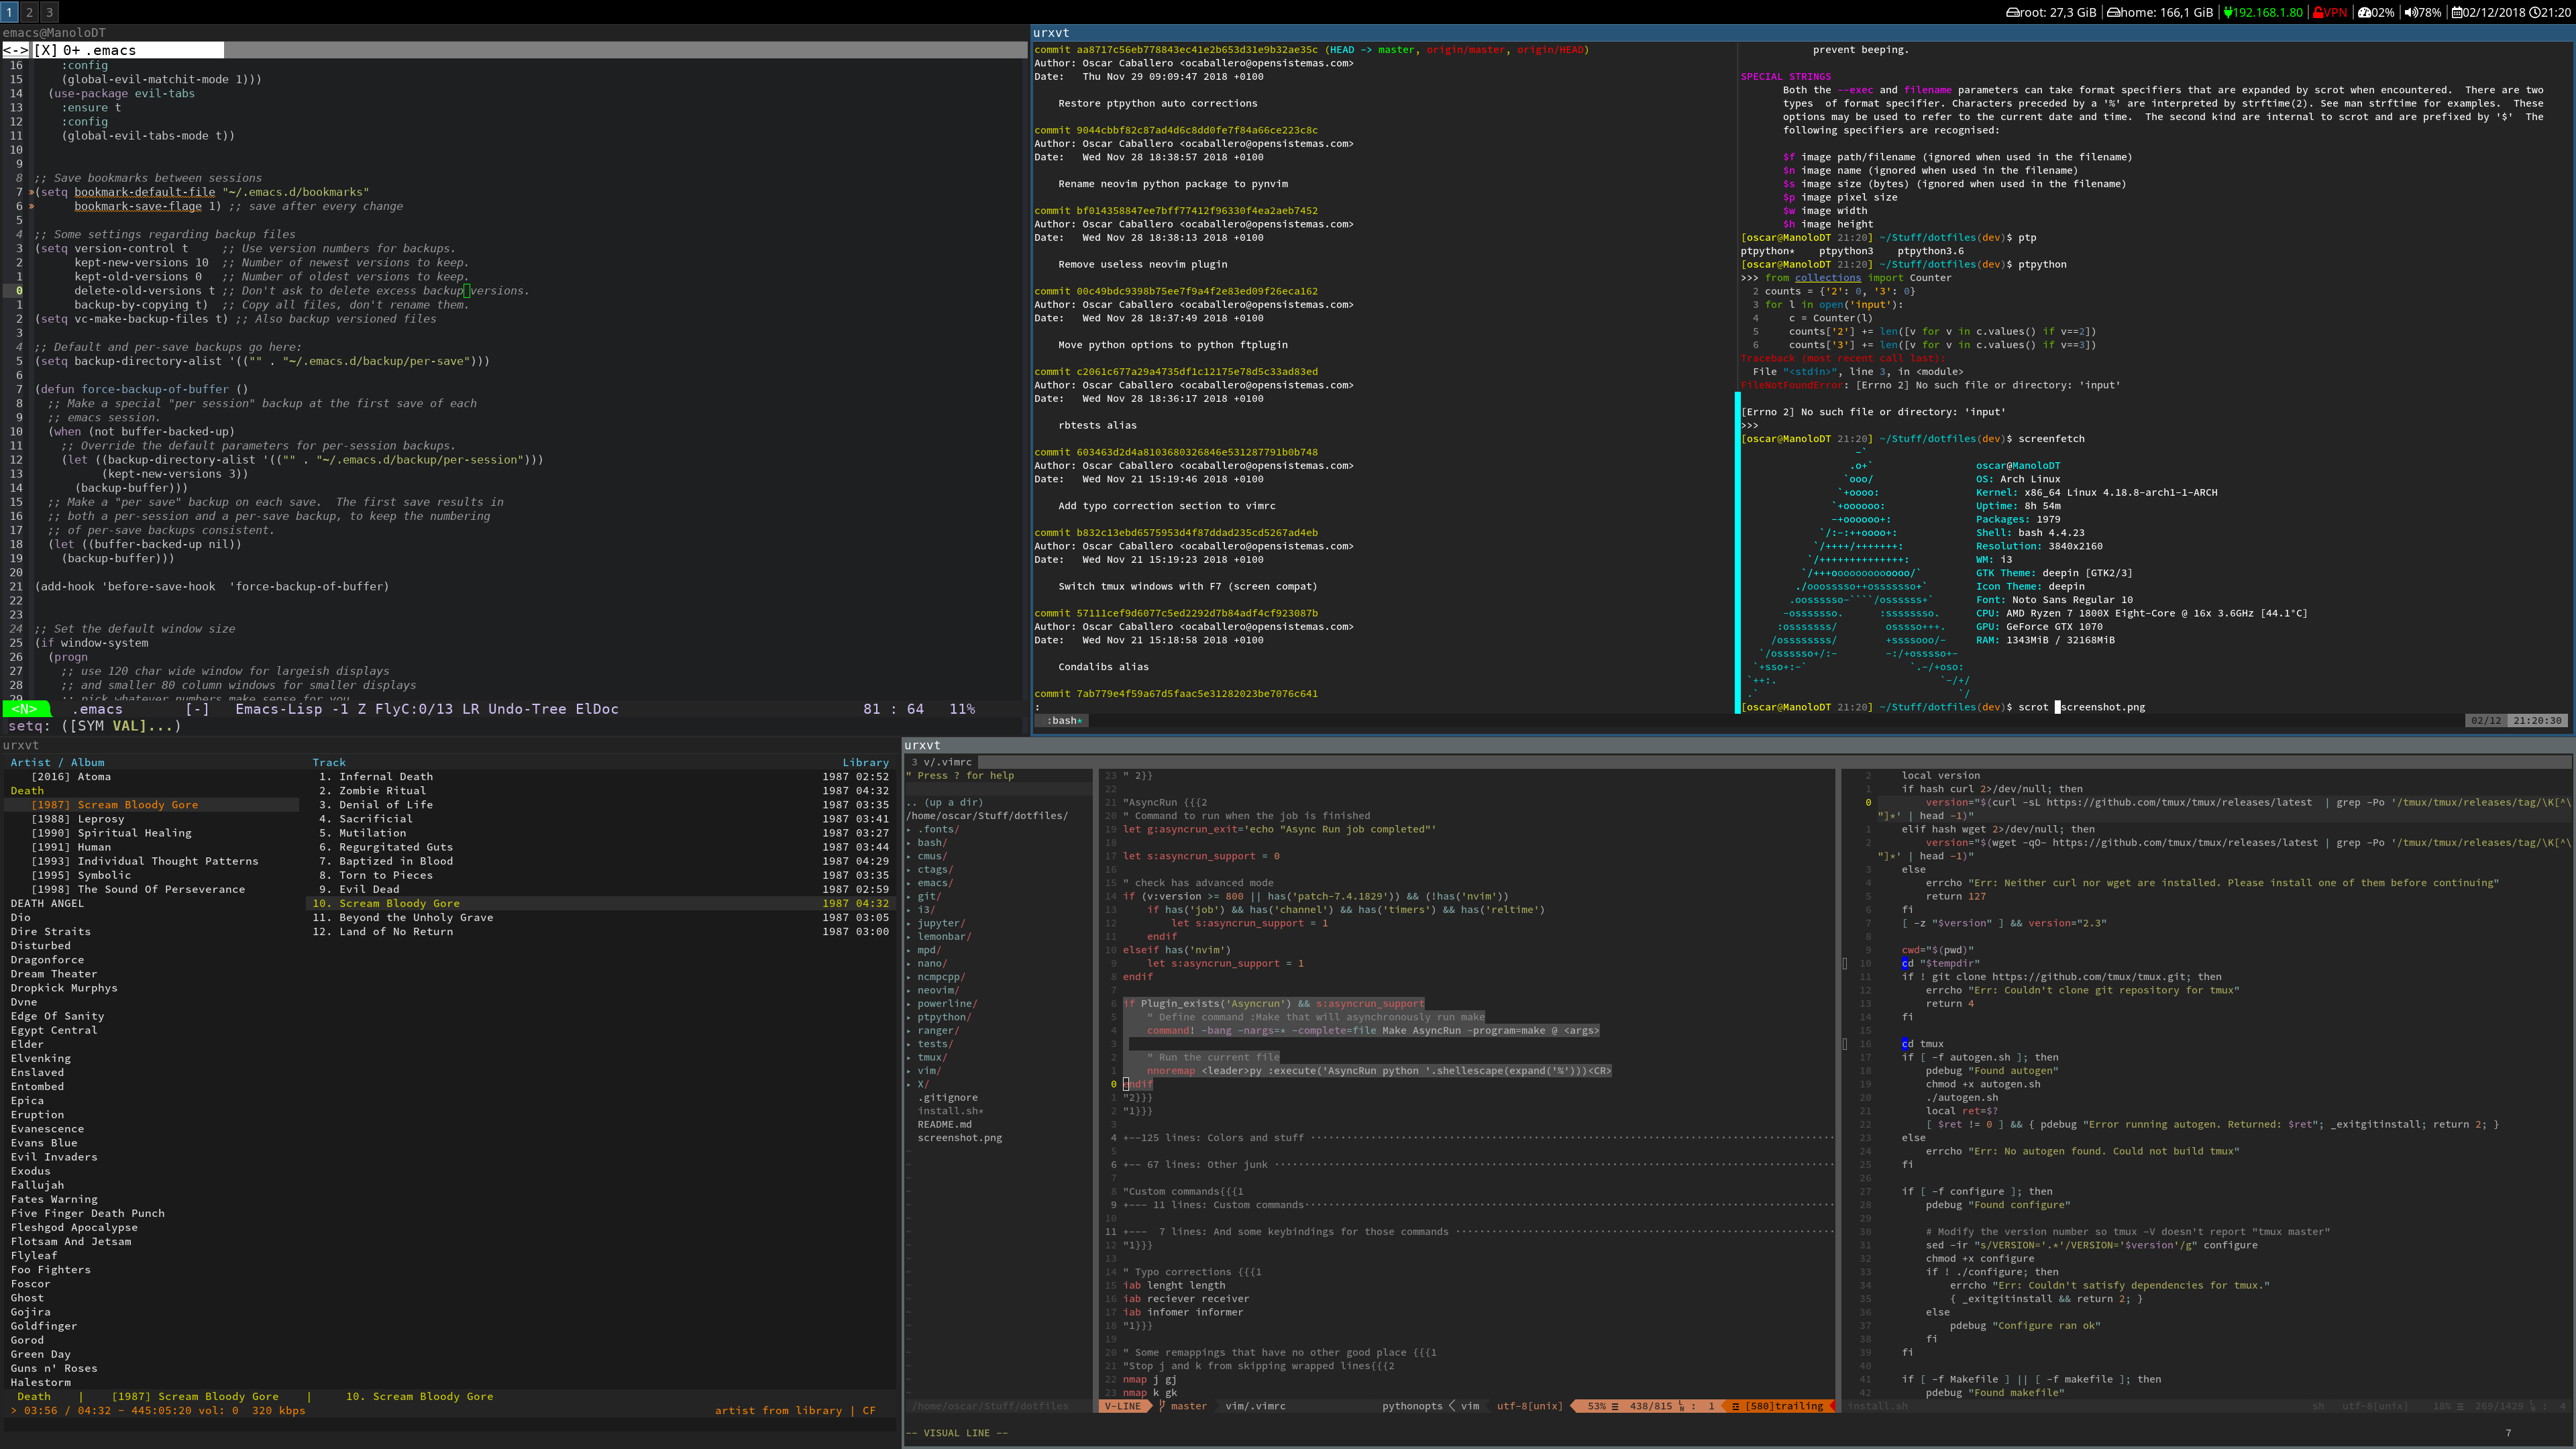 1 2 3
root: 27,3 GiB | home: 166,1 GiB | 192.168.1.80 | VPN | 02% | 78% | 02/12/2018 21:20
emacs@ManoloDT
<-> [X] 0+ .emacs
16 :config
15 (global-evil-matchit-mode 1)))
14 (use-package evil-tabs
13 :ensure t
12 :config
11 (global-evil-tabs-mode t))
10
9
8 ;; Save bookmarks between sessions
7 »(setq bookmark-default-file "~/.emacs.d/bookmarks"
6 » bookmark-save-flage 1) ;; save after every change
5
4 ;; Some settings regarding backup files
3 (setq version-control t ;; Use version numbers for backups.
2 kept-new-versions 10 ;; Number of newest versions to keep.
1 kept-old-versions 0 ;; Number of oldest versions to keep.
0 delete-old-versions t ;; Don't ask to delete excess backup versions.
1 backup-by-copying t) ;; Copy all files, don't rename them.
2 (setq vc-make-backup-files t) ;; Also backup versioned files
3
4 ;; Default and per-save backups go here:
5 (setq backup-directory-alist '(("" . "~/.emacs.d/backup/per-save")))
6
7 (defun force-backup-of-buffer ()
8 ;; Make a special "per session" backup at the first save of each
9 ;; emacs session.
10 (when (not buffer-backed-up)
11 ;; Override the default parameters for per-session backups.
12 (let ((backup-directory-alist '(("" . "~/.emacs.d/backup/per-session")))
13 (kept-new-versions 3))
14 (backup-buffer)))
15 ;; Make a "per save" backup on each save. The first save results in
16 ;; both a per-session and a per-save backup, to keep the numbering
17 ;; of per-save backups consistent.
18 (let ((buffer-backed-up nil))
19 (backup-buffer)))
20
21 (add-hook 'before-save-hook 'force-backup-of-buffer)
22
23
24 ;; Set the default window size
25 (if window-system
26 (progn
27 ;; use 120 char wide window for largeish displays
28 ;; and smaller 80 column windows for smaller displays
29 ;; pick whatever numbers make sense for you
<N> .emacs [-] Emacs-Lisp -1 Z FlyC:0/13 LR Undo-Tree ElDoc 81 : 64 11%
setq: ([SYM VAL]...)
urxvt
commit aa8717c56eb778843ec41e2b653d31e9b32ae35c (HEAD -> master, origin/master, origin/HEAD)
Author: Oscar Caballero <ocaballero@opensistemas.com>
Date: Thu Nov 29 09:09:47 2018 +0100
Restore ptpython auto corrections
commit 9044cbbf82c87ad4d6c8dd0fe7f84a66ce223c8c
Author: Oscar Caballero <ocaballero@opensistemas.com>
Date: Wed Nov 28 18:38:57 2018 +0100
Rename neovim python package to pynvim
commit bf014358847ee7bff77412f96330f4ea2aeb7452
Author: Oscar Caballero <ocaballero@opensistemas.com>
Date: Wed Nov 28 18:38:13 2018 +0100
Remove useless neovim plugin
commit 00c49bdc9398b75ee7f9a4f2e83ed09f26eca162
Author: Oscar Caballero <ocaballero@opensistemas.com>
Date: Wed Nov 28 18:37:49 2018 +0100
Move python options to python ftplugin
commit c2061c677a29a4735df1c12175e78d5c33ad83ed
Author: Oscar Caballero <ocaballero@opensistemas.com>
Date: Wed Nov 28 18:36:17 2018 +0100
rbtests alias
commit 603463d2d4a8103680326846e531287791b0b748
Author: Oscar Caballero <ocaballero@opensistemas.com>
Date: Wed Nov 21 15:19:46 2018 +0100
Add typo correction section to vimrc
commit b832c13ebd6575953d4f87ddad235cd5267ad4eb
Author: Oscar Caballero <ocaballero@opensistemas.com>
Date: Wed Nov 21 15:19:23 2018 +0100
Switch tmux windows with F7 (screen compat)
commit 57111cef9d6077c5ed2292d7b84adf4cf923087b
Author: Oscar Caballero <ocaballero@opensistemas.com>
Date: Wed Nov 21 15:18:58 2018 +0100
Condalibs alias
commit 7ab779e4f59a67d5faac5e31282023be7076c641
:
:bash*
prevent beeping.
SPECIAL STRINGS
Both the --exec and filename parameters can take format specifiers that are expanded by scrot when encountered. There are two
types of format specifier. Characters preceded by a '%' are interpreted by strftime(2). See man strftime for examples. These
options may be used to refer to the current date and time. The second kind are internal to scrot and are prefixed by '$' The
following specifiers are recognised:
$f image path/filename (ignored when used in the filename)
$n image name (ignored when used in the filename)
$s image size (bytes) (ignored when used in the filename)
$p image pixel size
$w image width
$h image height
[oscar@ManoloDT 21:20] ~/Stuff/dotfiles(dev)$ ptp
ptpython* ptpython3 ptpython3.6
[oscar@ManoloDT 21:20] ~/Stuff/dotfiles(dev)$ ptpython
>>> from collections import Counter
2 counts = {'2': 0, '3': 0}
3 for l in open('input'):
4 c = Counter(l)
5 counts['2'] += len([v for v in c.values() if v==2])
6 counts['3'] += len([v for v in c.values() if v==3])
Traceback (most recent call last):
File "<stdin>", line 3, in <module>
FileNotFoundError: [Errno 2] No such file or directory: 'input'
[Errno 2] No such file or directory: 'input'
>>>
[oscar@ManoloDT 21:20] ~/Stuff/dotfiles(dev)$ screenfetch
oscar@ManoloDT
OS: Arch Linux
Kernel: x86_64 Linux 4.18.8-arch1-1-ARCH
Uptime: 8h 54m
Packages: 1979
Shell: bash 4.4.23
Resolution: 3840x2160
WM: i3
GTK Theme: deepin [GTK2/3]
Icon Theme: deepin
Font: Noto Sans Regular 10
CPU: AMD Ryzen 7 1800X Eight-Core @ 16x 3.6GHz [44.1°C]
GPU: GeForce GTX 1070
RAM: 1343MiB / 32168MiB
[oscar@ManoloDT 21:20] ~/Stuff/dotfiles(dev)$ scrot screenshot.png
02/12 21:20:30
urxvt
Artist / Album Track Library
[2016] Atoma
Death
[1987] Scream Bloody Gore
[1988] Leprosy
[1990] Spiritual Healing
[1991] Human
[1993] Individual Thought Patterns
[1995] Symbolic
[1998] The Sound Of Perseverance
DEATH ANGEL
Dio
Dire Straits
Disturbed
Dragonforce
Dream Theater
Dropkick Murphys
Dvne
Edge Of Sanity
Egypt Central
Elder
Elvenking
Enslaved
Entombed
Epica
Eruption
Evanescence
Evans Blue
Evil Invaders
Exodus
Fallujah
Fates Warning
Five Finger Death Punch
Fleshgod Apocalypse
Flotsam And Jetsam
Flyleaf
Foo Fighters
Foscor
Ghost
Gojira
Goldfinger
Gorod
Green Day
Guns n' Roses
Halestorm
1. Infernal Death 1987 02:52
2. Zombie Ritual 1987 04:32
3. Denial of Life 1987 03:35
4. Sacrificial 1987 03:41
5. Mutilation 1987 03:27
6. Regurgitated Guts 1987 03:44
7. Baptized in Blood 1987 04:29
8. Torn to Pieces 1987 03:35
9. Evil Dead 1987 02:59
10. Scream Bloody Gore 1987 04:32
11. Beyond the Unholy Grave 1987 03:05
12. Land of No Return 1987 03:00
Death | [1987] Scream Bloody Gore | 10. Scream Bloody Gore
> 03:56 / 04:32 - 445:05:20 vol: 0 320 kbps artist from library | CF
urxvt
3 v/.vimrc
" Press ? for help
.. (up a dir)
/home/oscar/Stuff/dotfiles/
▸ .fonts/
▸ bash/
▸ cmus/
▸ ctags/
▸ emacs/
▸ git/
▸ i3/
▸ jupyter/
▸ lemonbar/
▸ mpd/
▸ nano/
▸ ncmpcpp/
▸ neovim/
▸ powerline/
▸ ptpython/
▸ ranger/
▸ tests/
▸ tmux/
▸ vim/
▸ X/
.gitignore
install.sh*
README.md
screenshot.png
/home/oscar/Stuff/dotfiles
23 " 2}}
22
21 "AsyncRun {{{2
20 " Command to run when the job is finished
19 let g:asyncrun_exit='echo "Async Run job completed"'
18
17 let s:asyncrun_support = 0
16
15 " check has advanced mode
14 if (v:version >= 800 || has('patch-7.4.1829')) && (!has('nvim'))
13 if has('job') && has('channel') && has('timers') && has('reltime')
12 let s:asyncrun_support = 1
11 endif
10 elseif has('nvim')
9 let s:asyncrun_support = 1
8 endif
7
6 if Plugin_exists('Asyncrun') && s:asyncrun_support
5 " Define command :Make that will asynchronously run make
4 command! -bang -nargs=* -complete=file Make AsyncRun -program=make @ <args>
3
2 " Run the current file
1 nnoremap <leader>py :execute('AsyncRun python '.shellescape(expand('%')))<CR>
0 endif
1 "2}}}
2 "1}}}
3
4 +--125 lines: Colors and stuff
5
6 +-- 67 lines: Other junk
7
8 "Custom commands{{{1
9 +--- 11 lines: Custom commands
10
11 +--- 7 lines: And some keybindings for those commands
12 "1}}}
13
14 " Typo corrections {{{1
15 iab lenght length
16 iab reciever receiver
17 iab infomer informer
18 "1}}}
19
20 " Some remappings that have no other good place {{{1
21 "Stop j and k from skipping wrapped lines{{{2
22 nmap j gj
23 nmap k gk
V-LINE master vim/.vimrc pythonopts < vim utf-8[unix] 53% 438/815 : 1 [580]trailing
-- VISUAL LINE -- 7
2 local version
1 if hash curl 2>/dev/null; then
0 version="$(curl -sL https://github.com/tmux/tmux/releases/latest | grep -Po '/tmux/tmux/releases/tag/\K[^\
"]*' | head -1)"
1 elif hash wget 2>/dev/null; then
2 version="$(wget -qO- https://github.com/tmux/tmux/releases/latest | grep -Po '/tmux/tmux/releases/tag/\K[^\
"]*' | head -1)"
3 else
4 errcho "Err: Neither curl nor wget are installed. Please install one of them before continuing"
5 return 127
6 fi
7 [ -z "$version" ] && version="2.3"
8
9 cwd="$(pwd)"
10 cd "$tempdir"
11 if ! git clone https://github.com/tmux/tmux.git; then
12 errcho "Err: Couldn't clone git repository for tmux"
13 return 4
14 fi
15
16 cd tmux
17 if [ -f autogen.sh ]; then
18 pdebug "Found autogen"
19 chmod +x autogen.sh
20 ./autogen.sh
21 local ret=$?
22 [ $ret != 0 ] && { pdebug "Error running autogen. Returned: $ret"; _exitgitinstall; return 2; }
23 else
24 errcho "Err: No autogen found. Could not build tmux"
25 fi
26
27 if [ -f configure ]; then
28 pdebug "Found configure"
29
30 # Modify the version number so tmux -V doesn't report "tmux master"
31 sed -ir "s/VERSION='.*'/VERSION='$version'/g" configure
32 chmod +x configure
33 if ! ./configure; then
34 errcho "Err: Couldn't satisfy dependencies for tmux."
35 { _exitgitinstall && return 2; }
36 else
37 pdebug "Configure ran ok"
38 fi
39 fi
40
41 if [ -f Makefile ] || [ -f makefile ]; then
42 pdebug "Found makefile"
install.sh sh utf-8[unix] 18% 269/1429 : 4